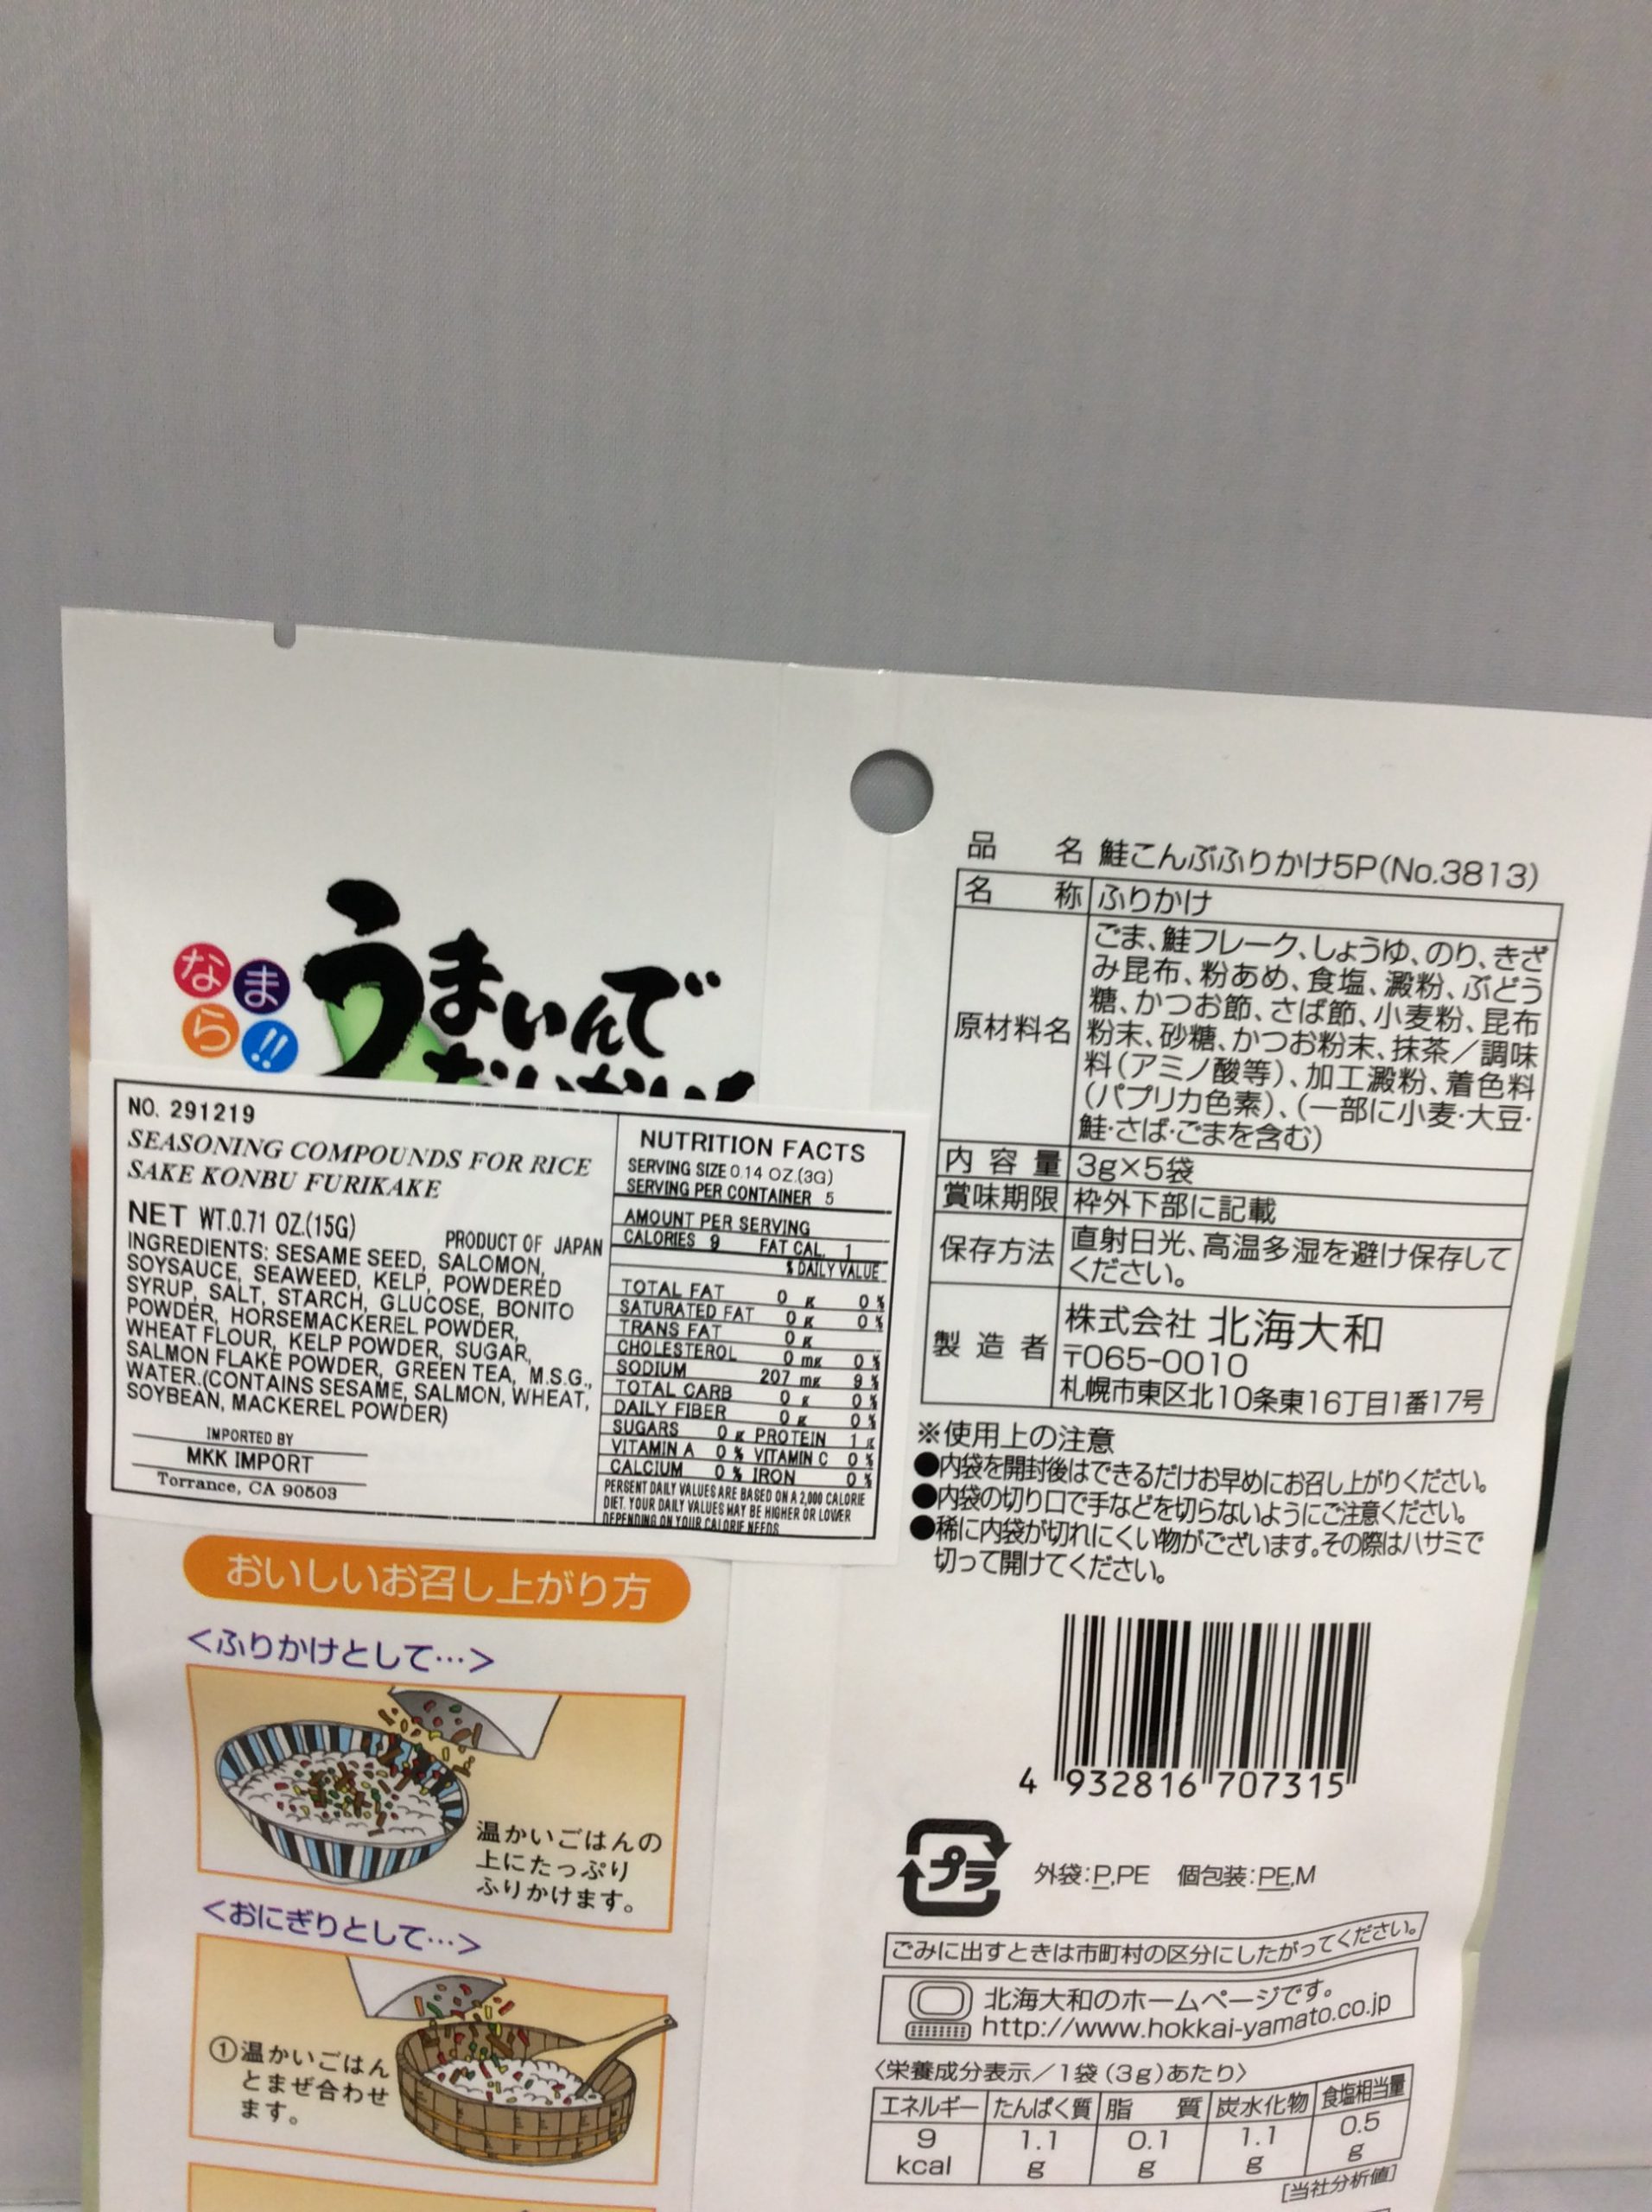 なまら!!
うまいんで
NO. 291219
SEASONING COMPOUNDS FOR RICE
SAKE KONBU FURIKAKE
NET WT.0.71 OZ.(15G)
PRODUCT OF JAPAN
INGREDIENTS: SESAME SEED, SALOMON,
SOYSAUCE, SEAWEED, KELP, POWDERED
SYRUP, SALT, STARCH, GLUCOSE, BONITO
POWDER, HORSEMACKEREL POWDER,
WHEAT FLOUR, KELP POWDER, SUGAR,
SALMON FLAKE POWDER, GREEN TEA, M.S.G.,
WATER.(CONTAINS SESAME, SALMON, WHEAT,
SOYBEAN, MACKEREL POWDER)
IMPORTED BY
MKK IMPORT
Torrance, CA 90503
NUTRITION FACTS
SERVING SIZE 0.14 OZ.(3G)
SERVING PER CONTAINER 5
AMOUNT PER SERVING
CALORIES 9 FAT CAL. 1
% DAILY VALUE
TOTAL FAT 0 g 0 %
SATURATED FAT 0 g 0 %
TRANS FAT 0 g
CHOLESTEROL 0 mg 0 %
SODIUM 207 mg 9 %
TOTAL CARB 0 g 0 %
DAILY FIBER 0 g 0 %
SUGARS 0 g PROTEIN 1 g
VITAMIN A 0 % VITAMIN C 0 %
CALCIUM 0 % IRON 0 %
PERSENT DAILY VALUES ARE BASED ON A 2,000 CALORIE
DIET. YOUR DAILY VALUES MAY BE HIGHER OR LOWER
DEPENDING ON YOUR CALORIE NEEDS
おいしいお召し上がり方
<ふりかけとして…>
温かいごはんの
上にたっぷり
ふりかけます。
<おにぎりとして…>
①温かいごはん
とまぜ合わせ
ます。
品 名 鮭こんぶふりかけ5P(No.3813)
名 称 ふりかけ
原材料名
ごま、鮭フレーク、しょうゆ、のり、きざ
み昆布、粉あめ、食塩、澱粉、ぶどう
糖、かつお節、さば節、小麦粉、昆布
粉末、砂糖、かつお粉末、抹茶／調味
料(アミノ酸等)、加工澱粉、着色料
(パプリカ色素)、(一部に小麦・大豆・
鮭・さば・ごまを含む)
内容量 3g×5袋
賞味期限 枠外下部に記載
保存方法 直射日光、高温多湿を避け保存して
ください。
製造者
株式会社 北海大和
〒065-0010
札幌市東区北10条東16丁目1番17号
※使用上の注意
●内袋を開封後はできるだけお早めにお召し上がりください。
●内袋の切り口で手などを切らないようにご注意ください。
●稀に内袋が切れにくい物がございます。その際はハサミで
切って開けてください。
4 932816 707315
プラ
外袋:P,PE 個包装:PE,M
ごみに出すときは市町村の区分にしたがってください。
北海大和のホームページです。
http://www.hokkai-yamato.co.jp
〈栄養成分表示／1袋(3g)あたり〉
エネルギー たんぱく質 脂 質 炭水化物 食塩相当量
9 1.1 0.1 1.1 0.5
kcal g g g g
[当社分析値]